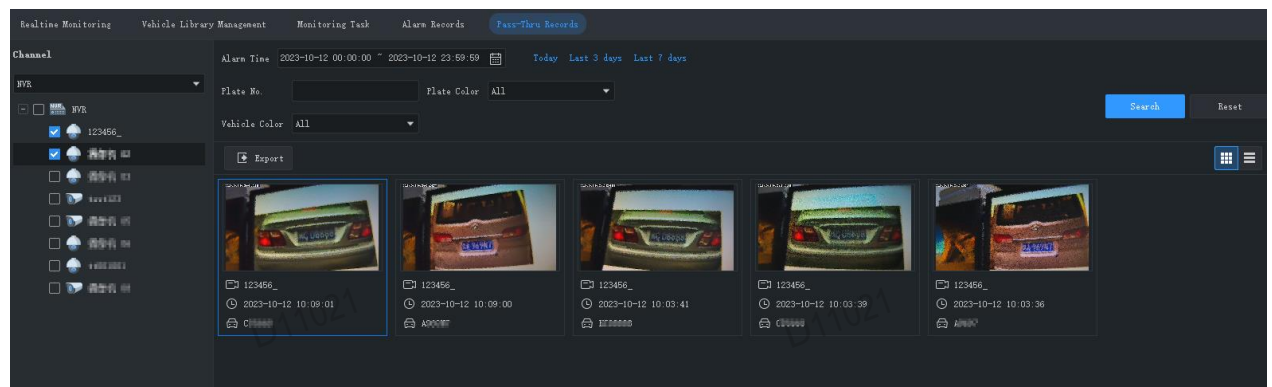 Realtime Monitoring Vehicle Library Management Monitoring Task Alarm Records Pass-Thru Records
Channel
Alarm Time 2023-10-12 00:00:00 ~ 2023-10-12 23:59:59 Today Last 3 days Last 7 days
NVR
Plate No. Plate Color All
Search Reset
NVR
Vehicle Color All
123456_
Export
123456_ 123456_ 123456_ 123456_ 123456_
2023-10-12 10:09:01 2023-10-12 10:09:00 2023-10-12 10:03:41 2023-10-12 10:03:39 2023-10-12 10:03:36
D11021 D11021